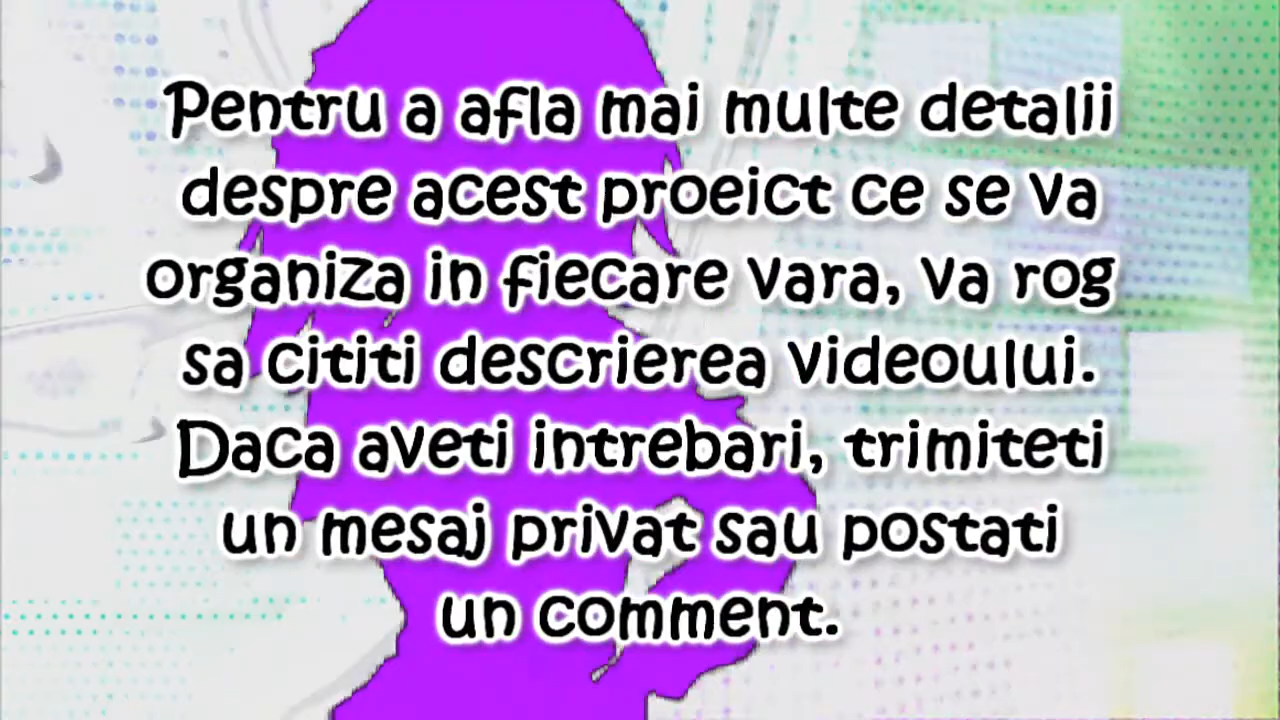 Pentru a afla mai multe detalii
despre acest proeict ce se va
organiza in fiecare vara, va rog
sa cititi descrierea videoului.
Daca aveti intrebari, trimiteti
un mesaj privat sau postati
un comment.